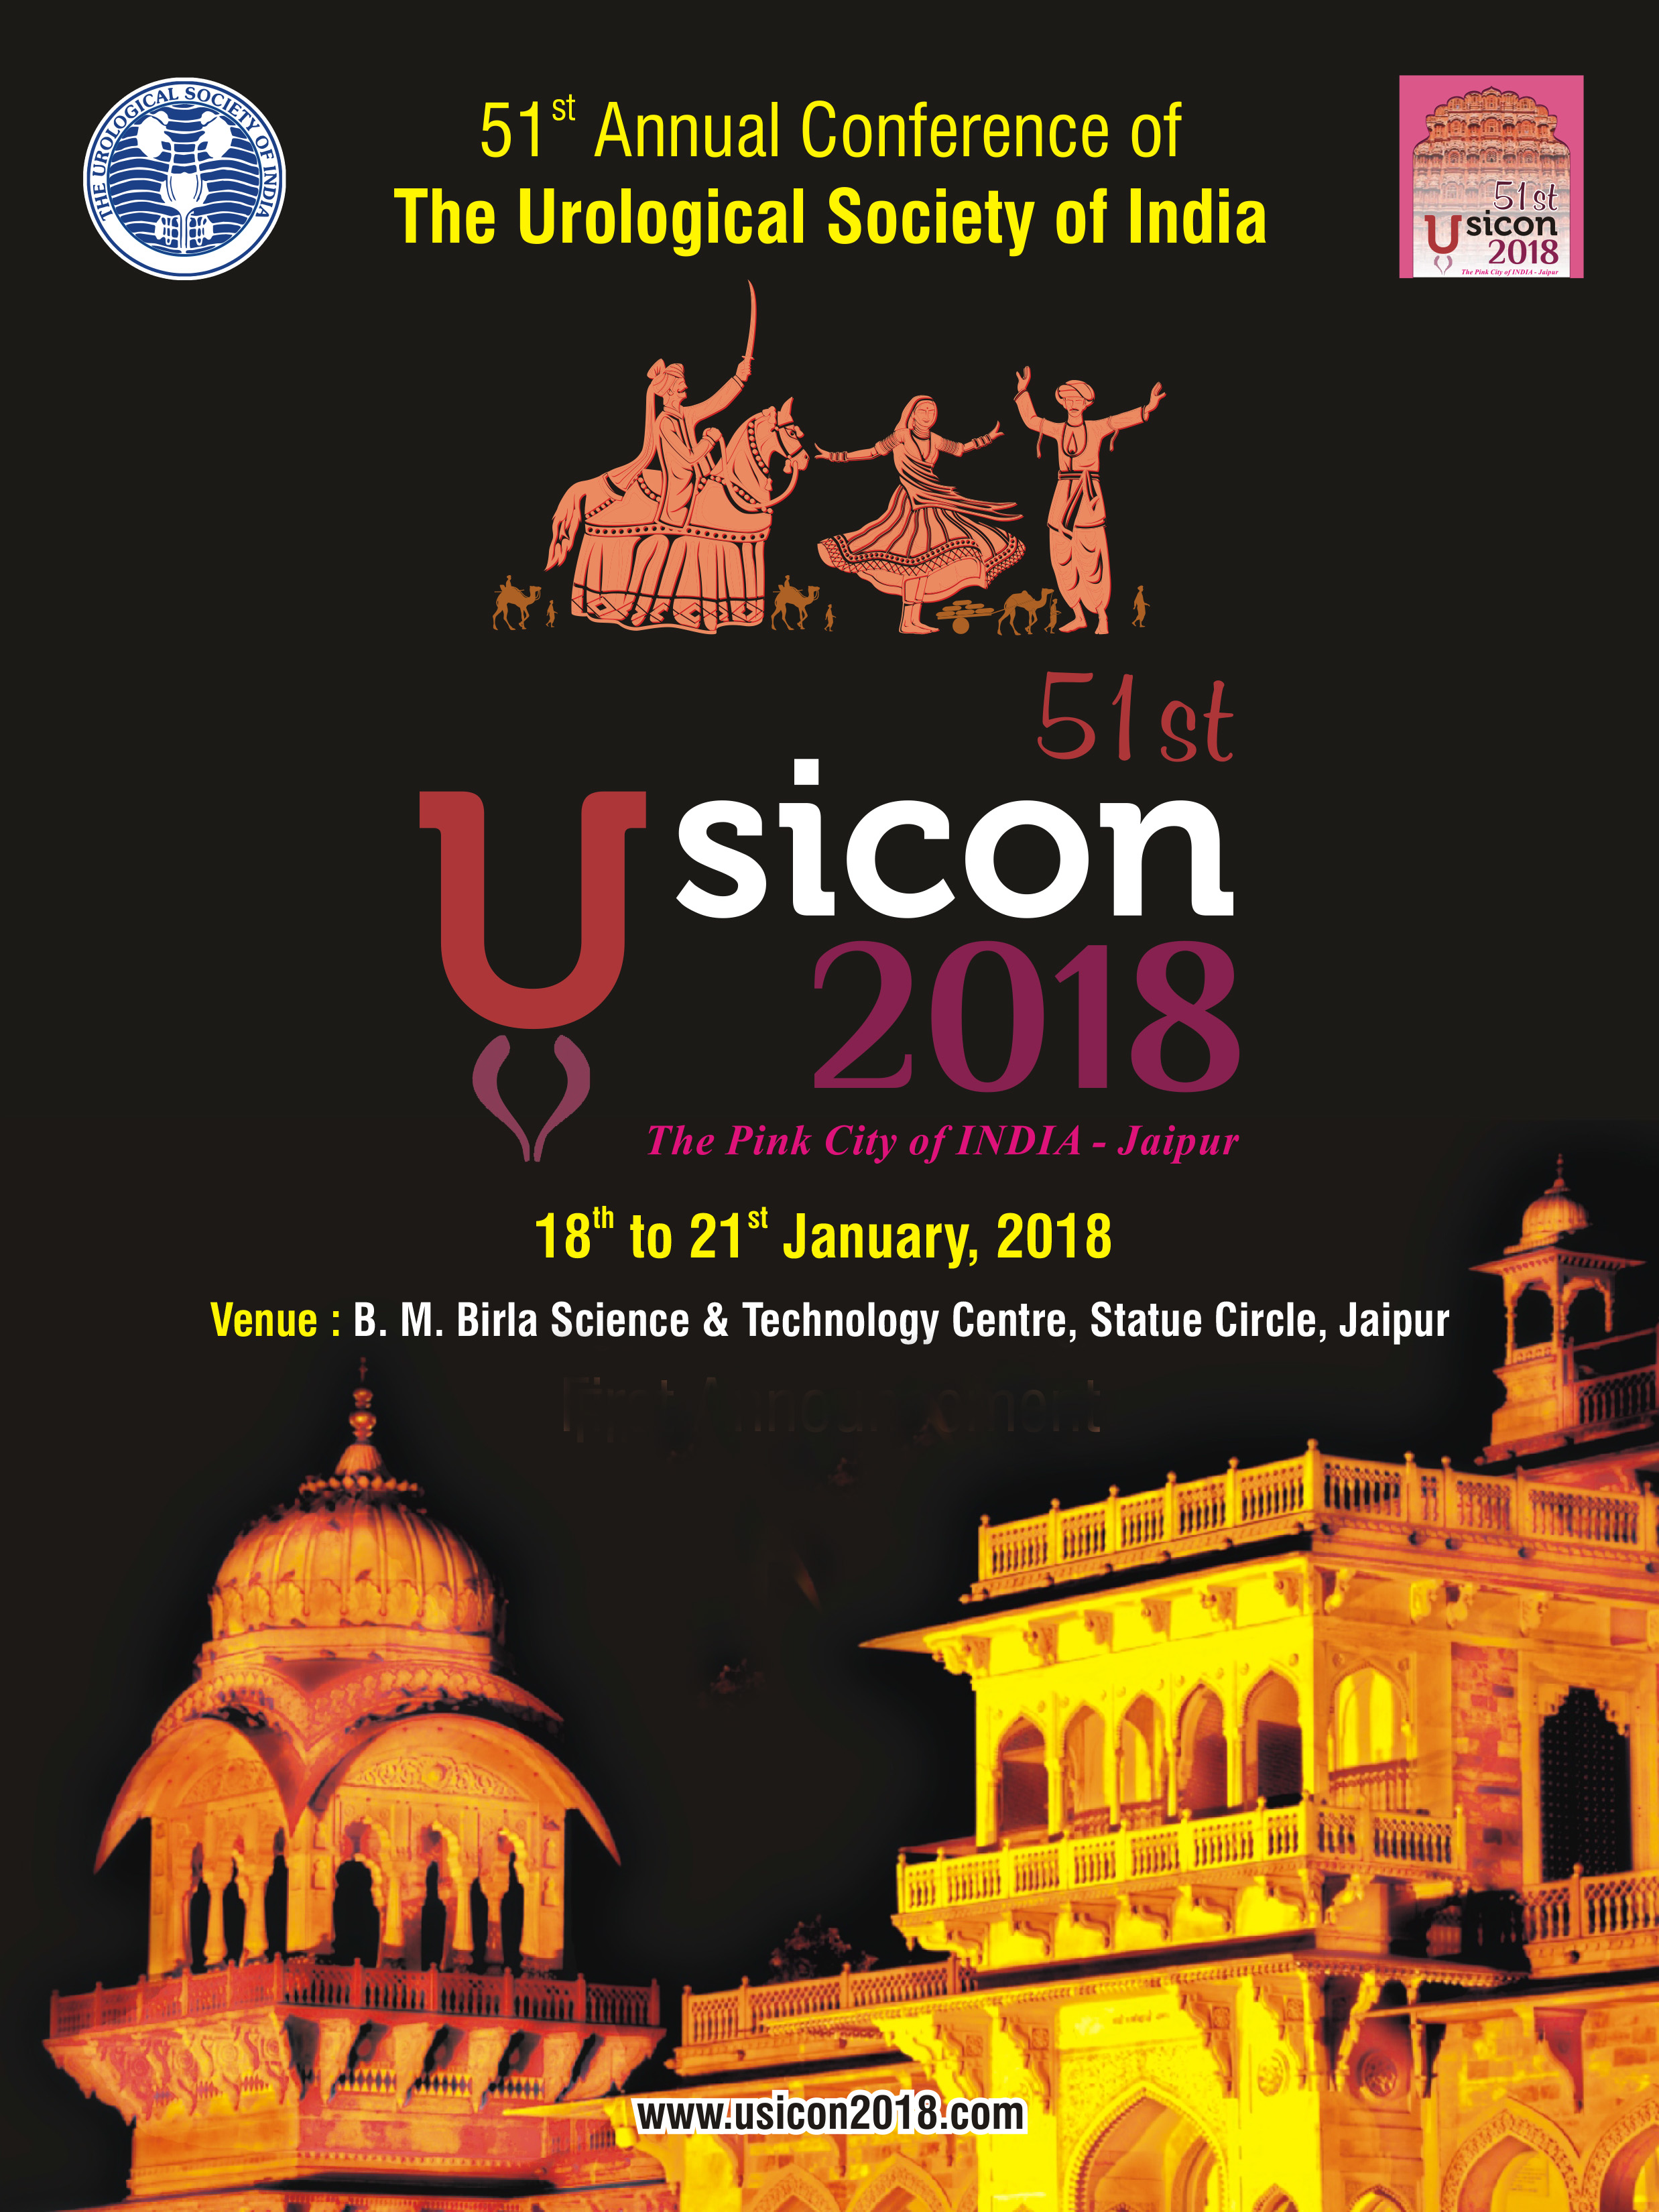 THE UROLOGICAL SOCIETY OF INDIA
51st Annual Conference of
The Urological Society of India
51st
Usicon
2018
The Pink City of INDIA - Jaipur
51st
Usicon
2018
The Pink City of INDIA - Jaipur
18th to 21st January, 2018
Venue : B. M. Birla Science & Technology Centre, Statue Circle, Jaipur
First Announcement
www.usicon2018.com